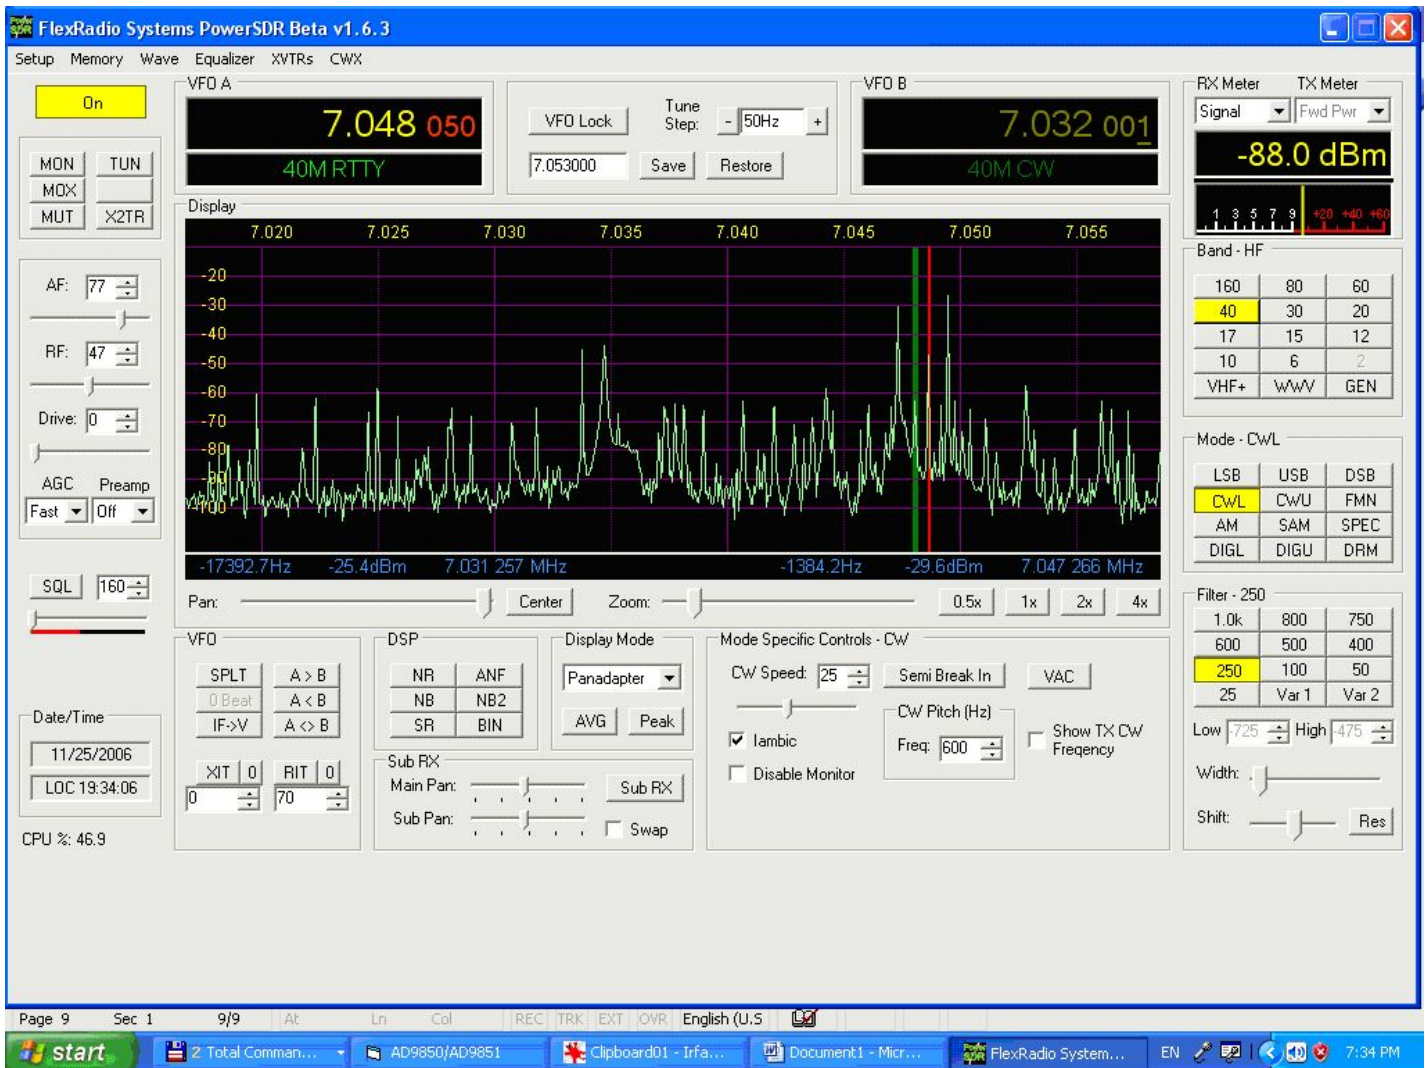 FlexRadio Systems PowerSDR Beta v1.6.3
Setup Memory Wave Equalizer XVTRs CWX
On
MON TUN
MOX
MUT X2TR
AF: 77
RF: 47
Drive: 0
AGC Preamp
Fast Off
SQL 160
Date/Time
11/25/2006
LOC 19:34:06
CPU %: 46.9
VFO A
7.048 050
40M RTTY
VFO Lock
Tune Step: - 50Hz +
7.053000 Save Restore
VFO B
7.032 001
40M CW
Display
7.020 7.025 7.030 7.035 7.040 7.045 7.050 7.055
-20
-30
-40
-50
-60
-70
-80
-90
-100
-17392.7Hz -25.4dBm 7.031 257 MHz -1384.2Hz -29.6dBm 7.047 266 MHz
Pan: Center Zoom: 0.5x 1x 2x 4x
VFO
SPLT A > B
0 Beat A < B
IF->V A <> B
XIT 0 RIT 0
0 70
DSP
NR ANF
NB NB2
SR BIN
Display Mode
Panadapter
AVG Peak
Sub RX
Main Pan: Sub RX
Sub Pan: Swap
Mode Specific Controls - CW
CW Speed: 25 Semi Break In VAC
Iambic
Disable Monitor
CW Pitch (Hz)
Freq: 600
Show TX CW
Freqency
RX Meter TX Meter
Signal Fwd Pwr
-88.0 dBm
1 3 5 7 9 +20 +40 +60
Band - HF
160 80 60
40 30 20
17 15 12
10 6 2
VHF+ WWV GEN
Mode - CWL
LSB USB DSB
CWL CWU FMN
AM SAM SPEC
DIGL DIGU DRM
Filter - 250
1.0k 800 750
600 500 400
250 100 50
25 Var 1 Var 2
Low -725 High -475
Width:
Shift: Res
Page 9 Sec 1 9/9 At Ln Col REC TRK EXT OVR English (U.S
start 2 Total Comman... AD9850/AD9851 Clipboard01 - Irfa... Document1 - Micr... FlexRadio System... EN 7:34 PM